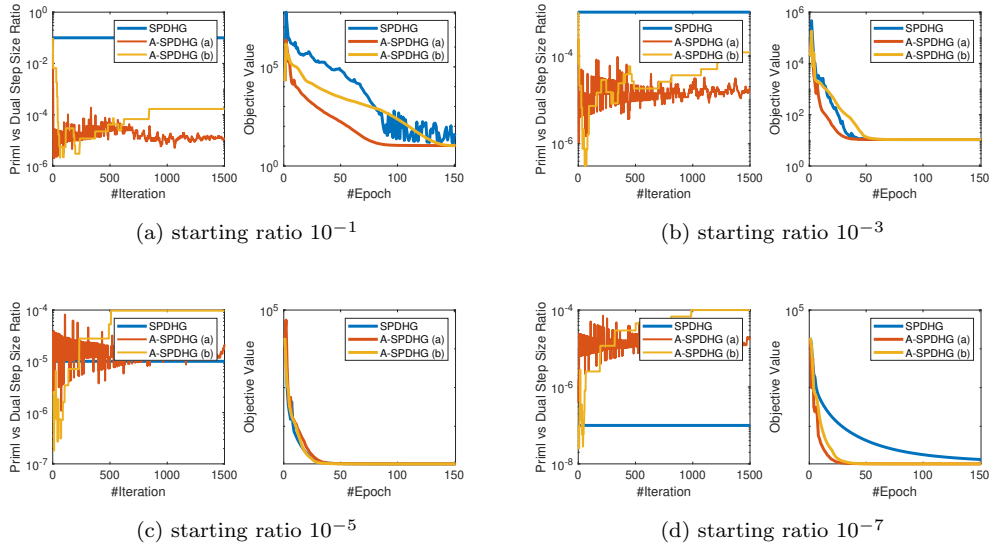 Priml vs Dual Step Size Ratio
10^0
10^-2
10^-4
10^-6
SPDHG
A-SPDHG (a)
A-SPDHG (b)
0 500 1000 1500
#Iteration
Objective Value
10^5
10^0
SPDHG
A-SPDHG (a)
A-SPDHG (b)
0 50 100 150
#Epoch
(a) starting ratio 10^-1
Priml vs Dual Step Size Ratio
10^-4
10^-6
SPDHG
A-SPDHG (a)
A-SPDHG (b)
0 500 1000 1500
#Iteration
Objective Value
10^6
10^4
10^2
10^0
SPDHG
A-SPDHG (a)
A-SPDHG (b)
0 50 100 150
#Epoch
(b) starting ratio 10^-3
Priml vs Dual Step Size Ratio
10^-4
10^-5
10^-6
10^-7
SPDHG
A-SPDHG (a)
A-SPDHG (b)
0 500 1000 1500
#Iteration
Objective Value
10^5
SPDHG
A-SPDHG (a)
A-SPDHG (b)
0 50 100 150
#Epoch
(c) starting ratio 10^-5
Priml vs Dual Step Size Ratio
10^-4
10^-6
10^-8
SPDHG
A-SPDHG (a)
A-SPDHG (b)
0 500 1000 1500
#Iteration
Objective Value
10^5
SPDHG
A-SPDHG (a)
A-SPDHG (b)
0 50 100 150
#Epoch
(d) starting ratio 10^-7